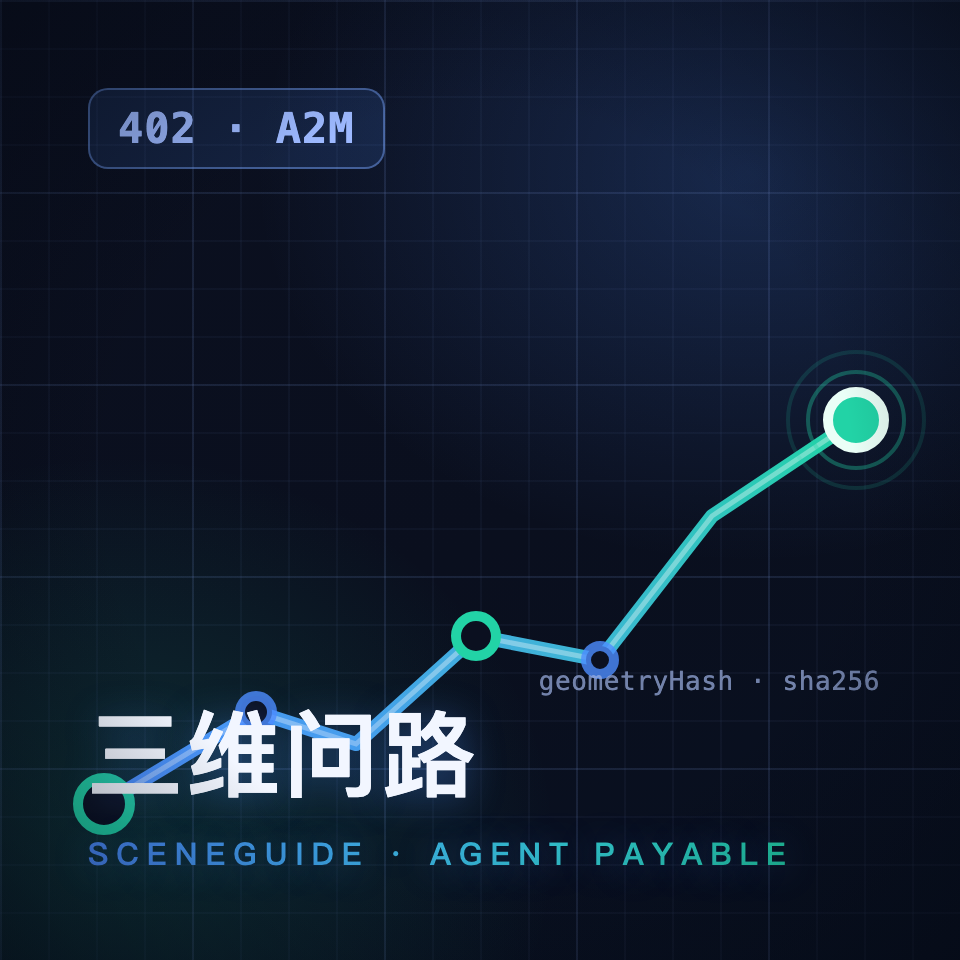 402 · A2M
geometryHash · sha256
三维问路
SCENEGUIDE · AGENT PAYABLE